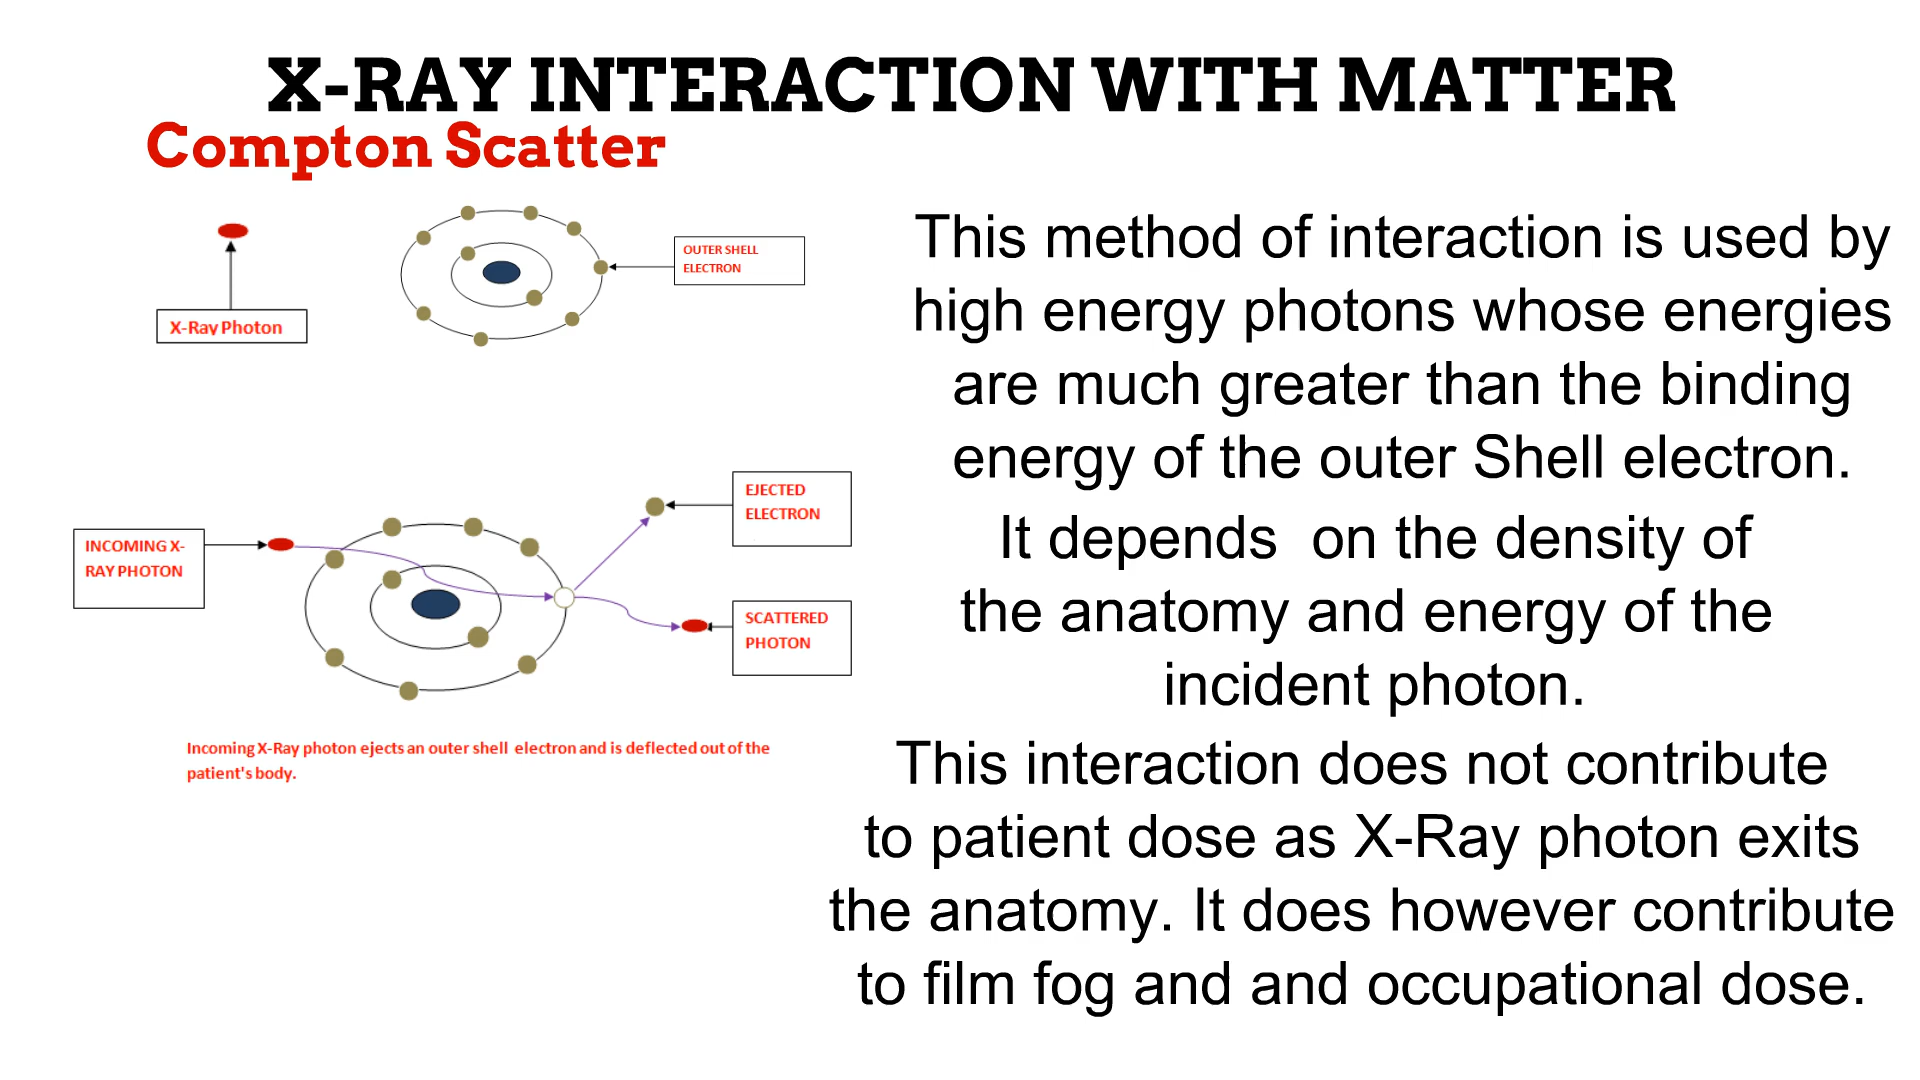 X-RAY INTERACTION WITH MATTER
Compton Scatter
X-Ray Photon
OUTER SHELL
ELECTRON
INCOMING X-
RAY PHOTON
EJECTED
ELECTRON
SCATTERED
PHOTON
Incoming X-Ray photon ejects an outer shell electron and is deflected out of the
patient's body.
This method of interaction is used by
high energy photons whose energies
are much greater than the binding
energy of the outer Shell electron.
It depends on the density of
the anatomy and energy of the
incident photon.
This interaction does not contribute
to patient dose as X-Ray photon exits
the anatomy. It does however contribute
to film fog and and occupational dose.